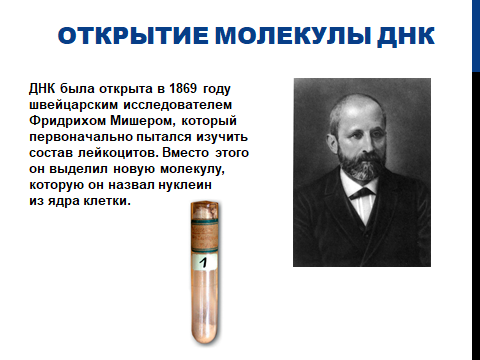 ОТКРЫТИЕ МОЛЕКУЛЫ ДНК
ДНК была открыта в 1869 году
швейцарским исследователем
Фридрихом Мишером, который
первоначально пытался изучить
состав лейкоцитов. Вместо этого
он выделил новую молекулу,
которую он назвал нуклеин
из ядра клетки.
1